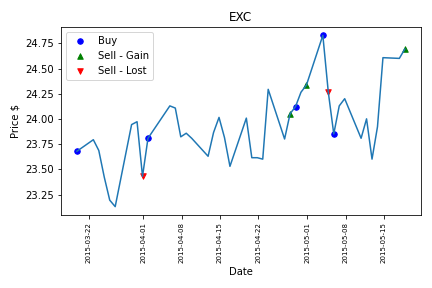 EXC
Buy
Sell - Gain
Sell - Lost
Price $
24.75
24.50
24.25
24.00
23.75
23.50
23.25
2015-03-22
2015-04-01
2015-04-08
2015-04-15
2015-04-22
2015-05-01
2015-05-08
2015-05-15
Date